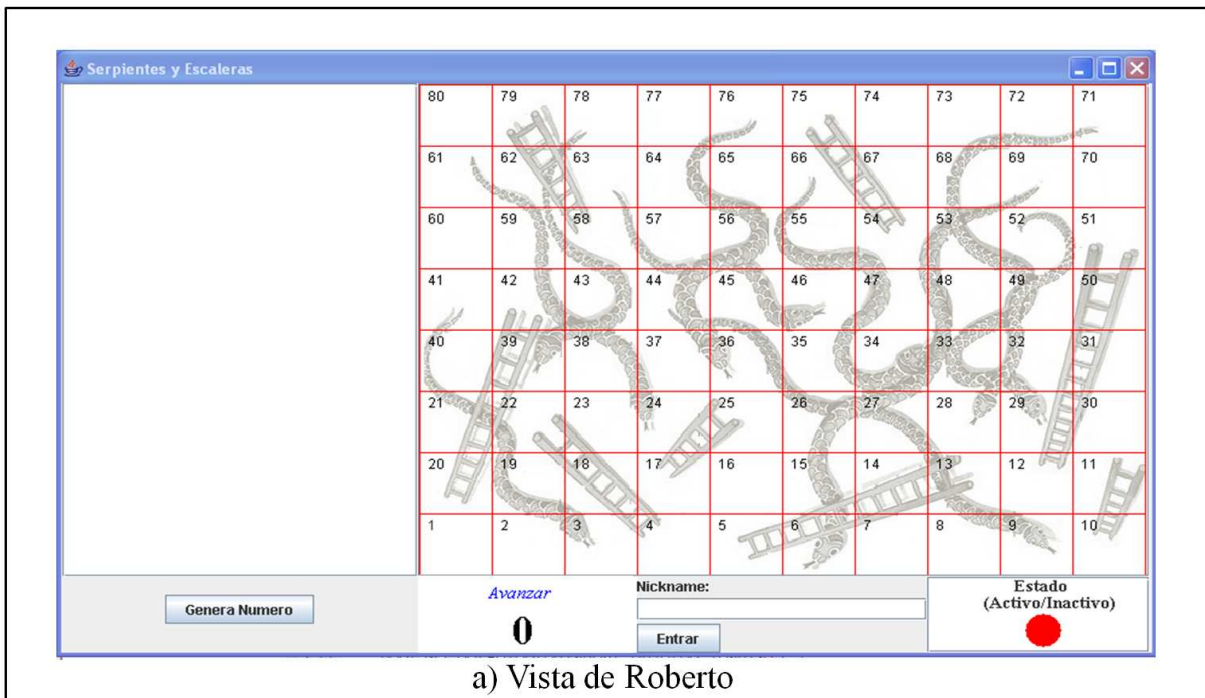 Serpientes y Escaleras
80 79 78 77 76 75 74 73 72 71
61 62 63 64 65 66 67 68 69 70
60 59 58 57 56 55 54 53 52 51
41 42 43 44 45 46 47 48 49 50
40 39 38 37 36 35 34 33 32 31
21 22 23 24 25 26 27 28 29 30
20 19 18 17 16 15 14 13 12 11
1 2 3 4 5 6 7 8 9 10
Genera Numero
Avanzar
0
Nickname:
Entrar
Estado
(Activo/Inactivo)
a) Vista de Roberto